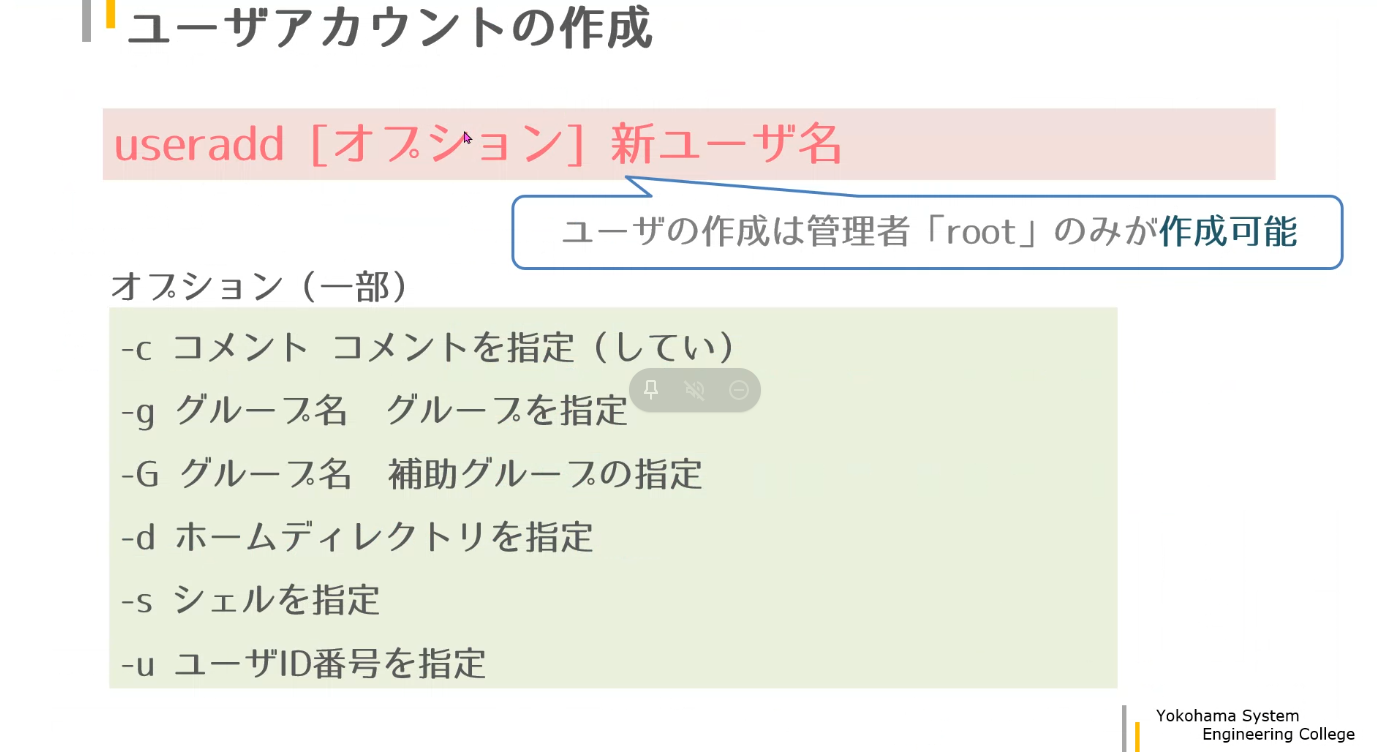 ユーザアカウントの作成
useradd [オプション] 新ユーザ名
ユーザの作成は管理者「root」のみが作成可能
オプション（一部）
-c コメント コメントを指定（してい）
-g グループ名　グループを指定
-G グループ名　補助グループの指定
-d ホームディレクトリを指定
-s シェルを指定
-u ユーザID番号を指定
Yokohama System
Engineering College